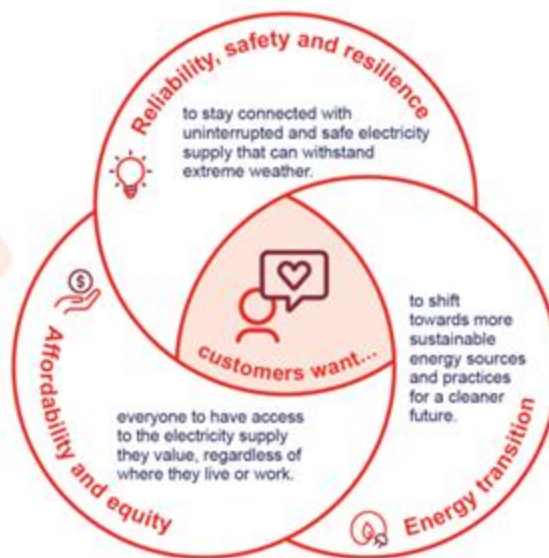 Reliability, safety and resilience
to stay connected with
uninterrupted and safe electricity
supply that can withstand
extreme weather.
$
customers want...
to shift
towards more
sustainable
energy sources
and practices
for a cleaner
future.
Energy transition
Affordability and equity
everyone to have access
to the electricity supply
they value, regardless of
where they live or work.